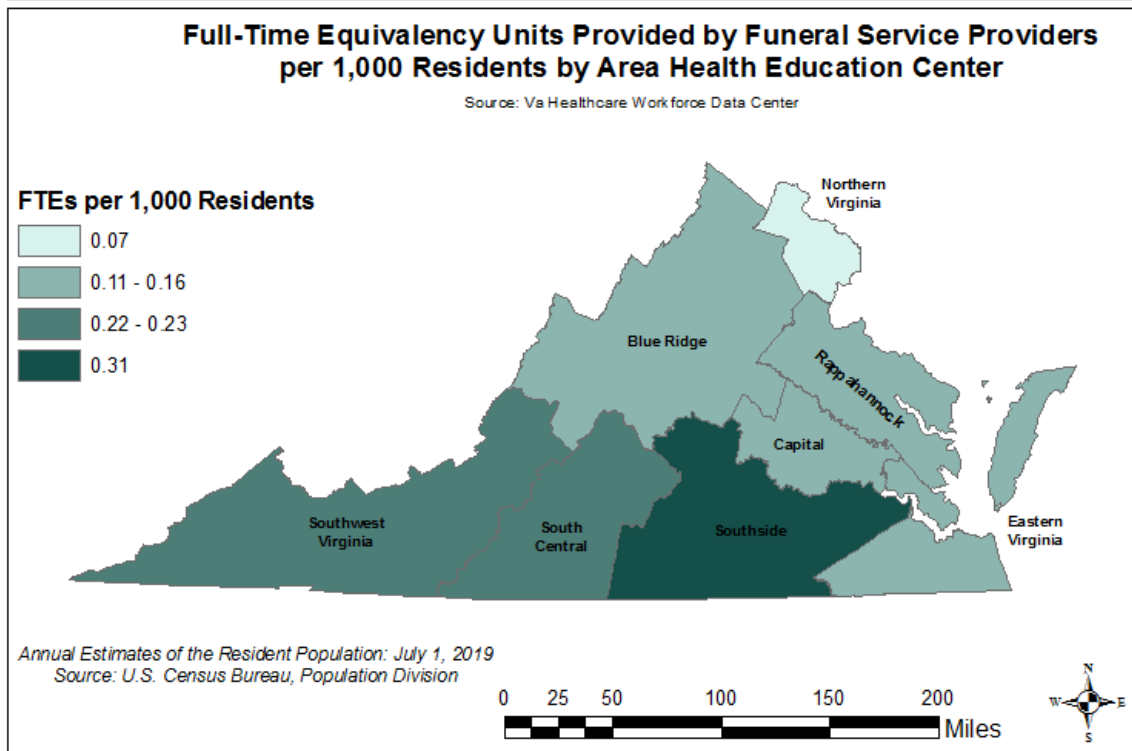 Full-Time Equivalency Units Provided by Funeral Service Providers
per 1,000 Residents by Area Health Education Center
Source: Va Healthcare Workforce Data Center
FTEs per 1,000 Residents
0.07
0.11 - 0.16
0.22 - 0.23
0.31
Northern
Virginia
Blue Ridge
Rappahannock
Capital
Southwest
Virginia
South
Central
Southside
Eastern
Virginia
Annual Estimates of the Resident Population: July 1, 2019
Source: U.S. Census Bureau, Population Division
0 25 50 100 150 200
Miles
N
W E
S